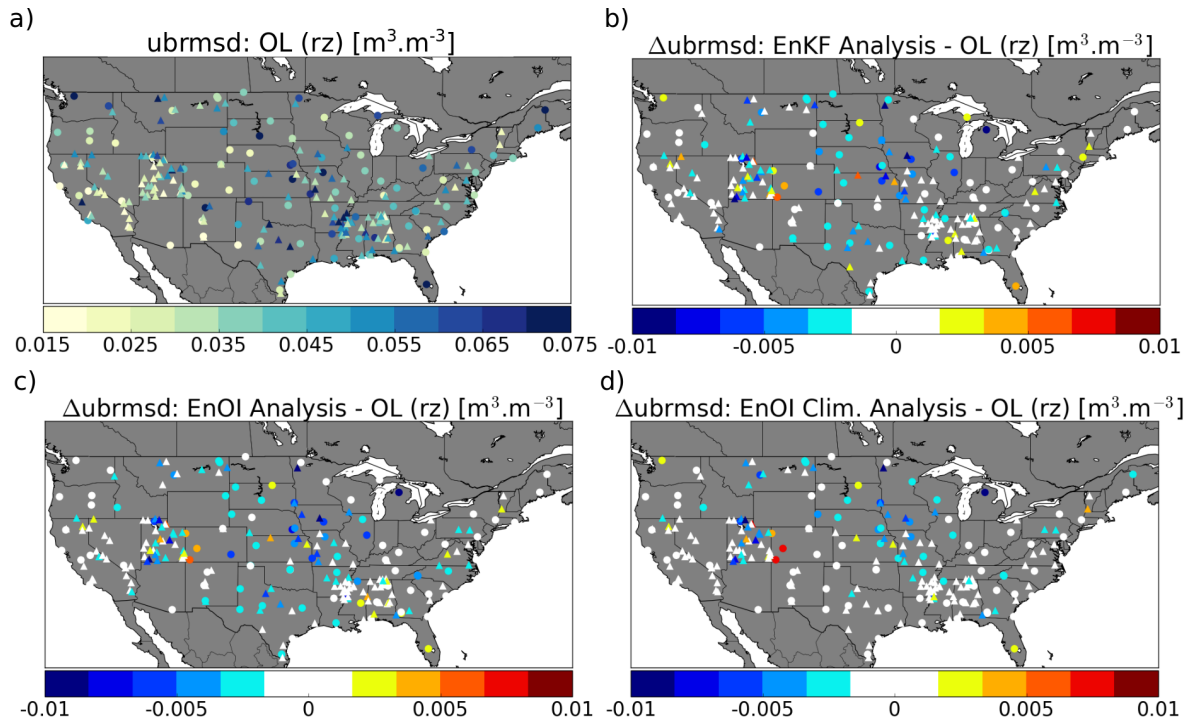 a)
ubrmsd: OL (rz) [m³.m⁻³]
0.015 0.025 0.035 0.045 0.055 0.065 0.075
b)
Δubrmsd: EnKF Analysis - OL (rz) [m³.m⁻³]
-0.01 -0.005 0 0.005 0.01
c)
Δubrmsd: EnOI Analysis - OL (rz) [m³.m⁻³]
-0.01 -0.005 0 0.005 0.01
d)
Δubrmsd: EnOI Clim. Analysis - OL (rz) [m³.m⁻³]
-0.01 -0.005 0 0.005 0.01